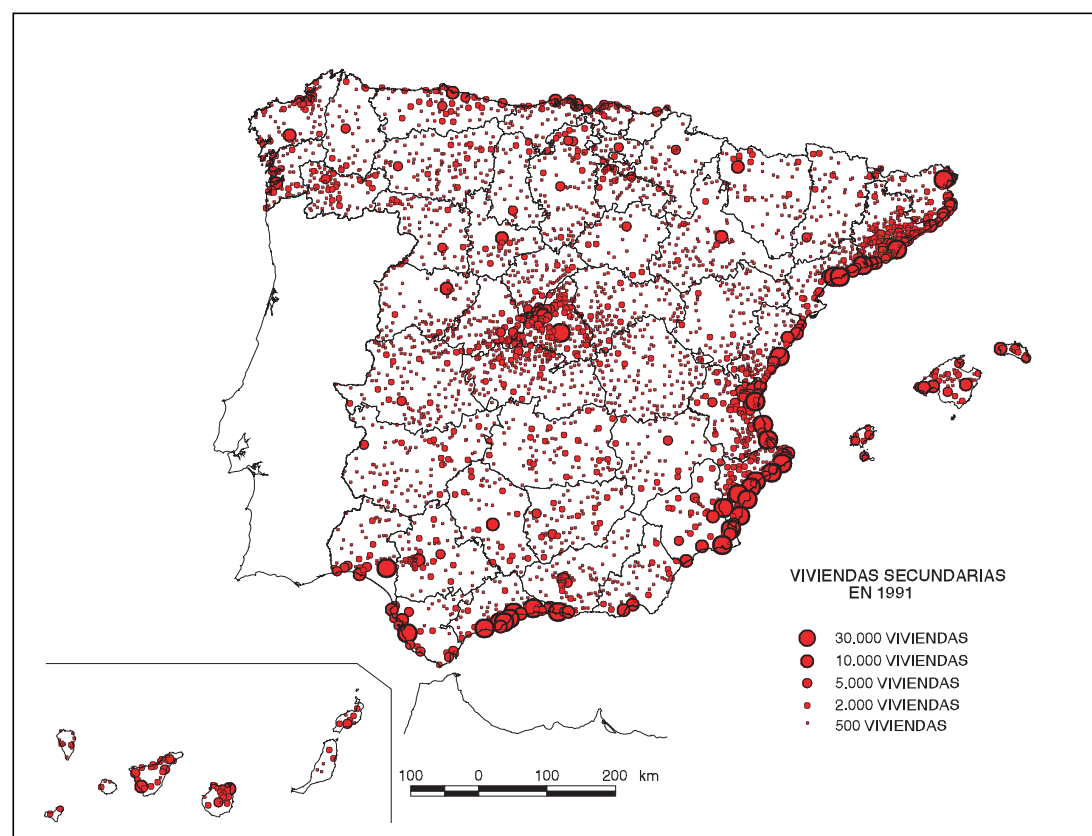 VIVIENDAS SECUNDARIAS
EN 1991
30.000 VIVIENDAS
10.000 VIVIENDAS
5.000 VIVIENDAS
2.000 VIVIENDAS
500 VIVIENDAS
100 0 100 200 km